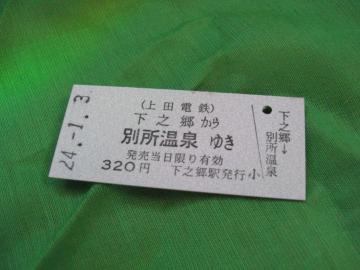 24.-1.3
(上田電鉄)
下之郷から
別所温泉 ゆき
発売当日限り有効
320円 下之郷駅発行 小
下之郷→
別所温泉